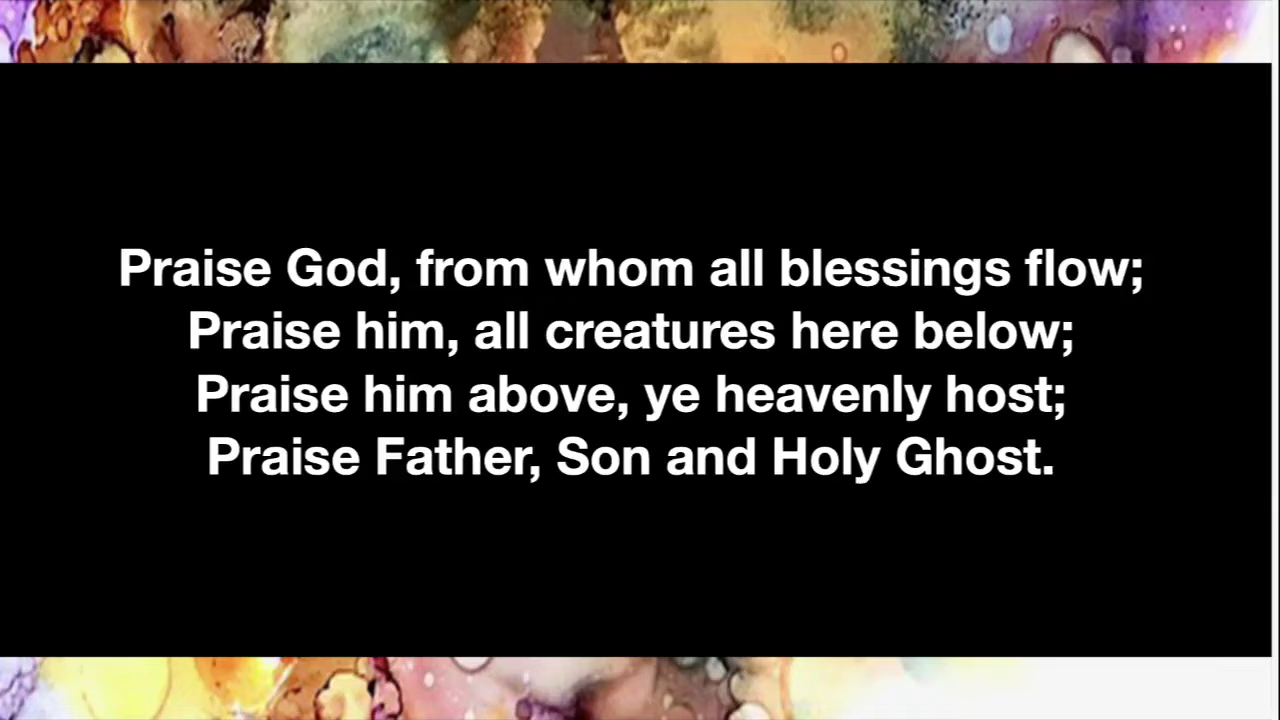 Praise God, from whom all blessings flow;
Praise him, all creatures here below;
Praise him above, ye heavenly host;
Praise Father, Son and Holy Ghost.